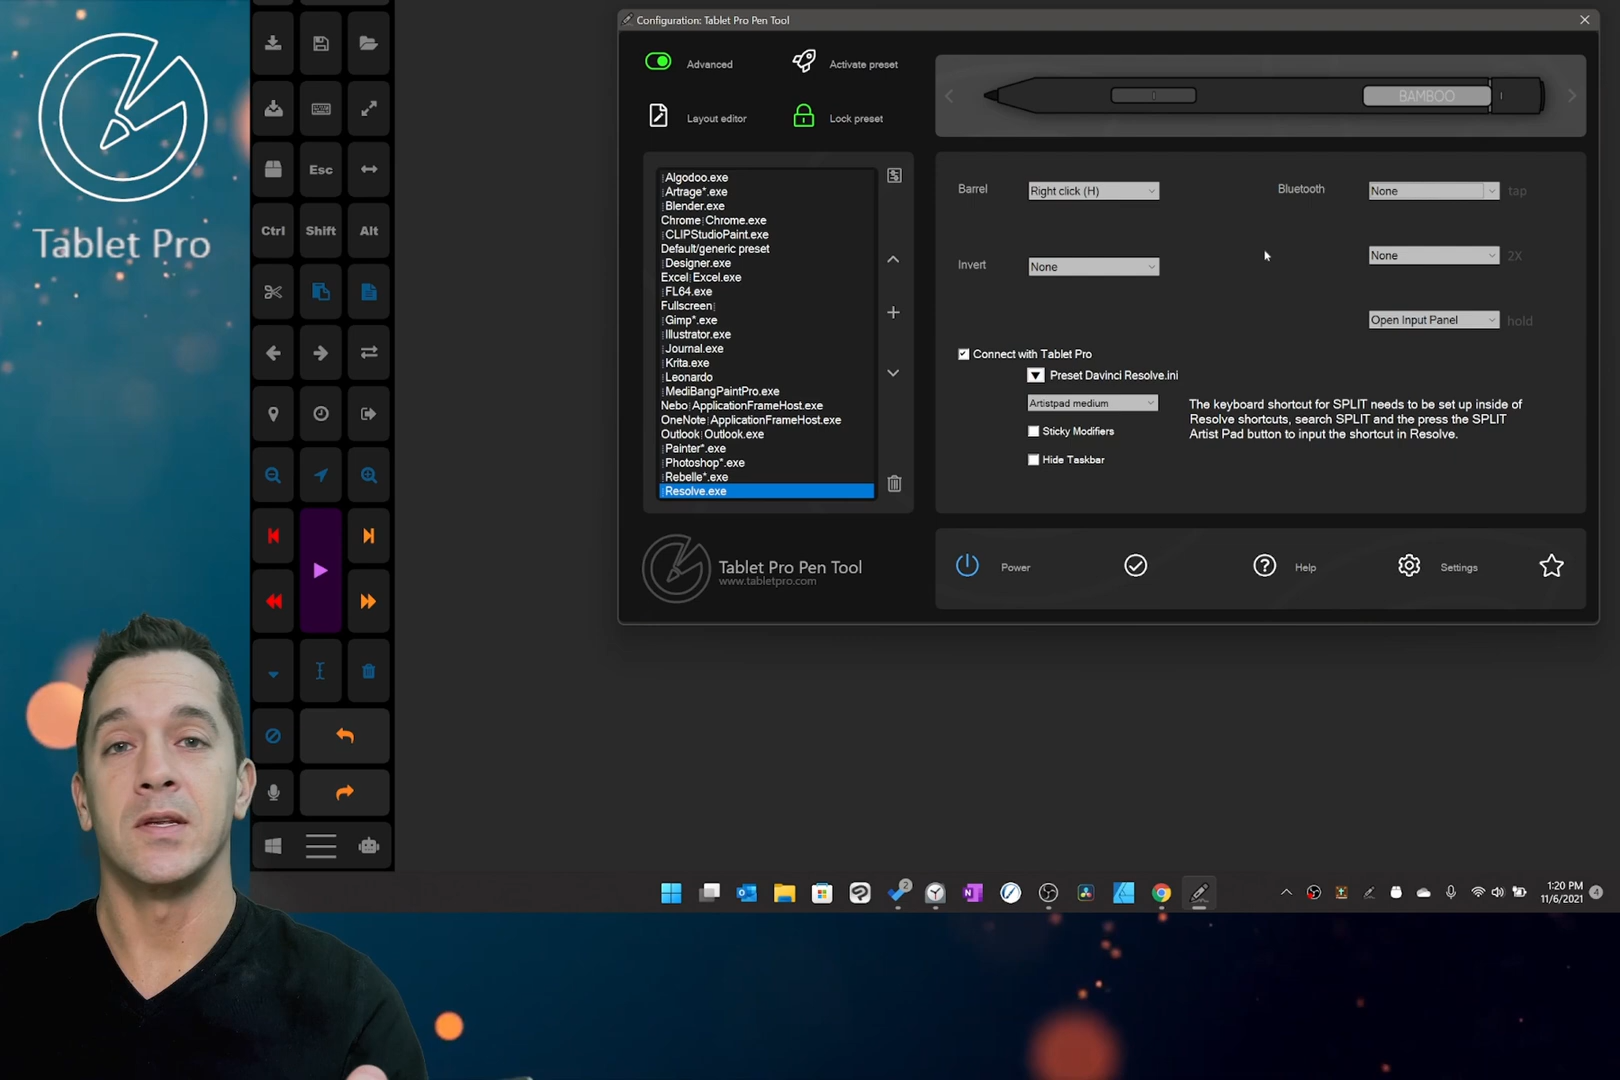 Tablet Pro
Esc
Ctrl Shift Alt
Configuration: Tablet Pro Pen Tool
Advanced
Activate preset
Layout editor
Lock preset
BAMBOO
Algodoo.exe
Artrage*.exe
Blender.exe
Chrome Chrome.exe
CLIPStudioPaint.exe
Default/generic preset
Designer.exe
Excel Excel.exe
FL64.exe
Fullscreen
Gimp*.exe
Illustrator.exe
Journal.exe
Krita.exe
Leonardo
MediBangPaintPro.exe
Nebo ApplicationFrameHost.exe
OneNote ApplicationFrameHost.exe
Outlook Outlook.exe
Painter*.exe
Photoshop*.exe
Rebelle*.exe
Resolve.exe
Barrel
Right click (H)
Bluetooth
None
tap
Invert
None
None
2X
Open Input Panel
hold
Connect with Tablet Pro
Preset Davinci Resolve.ini
Artistpad medium
Sticky Modifiers
Hide Taskbar
The keyboard shortcut for SPLIT needs to be set up inside of
Resolve shortcuts, search SPLIT and the press the SPLIT
Artist Pad button to input the shortcut in Resolve.
Tablet Pro Pen Tool
www.tabletpro.com
Power
Help
Settings
2
N
1:20 PM
11/6/2021
4